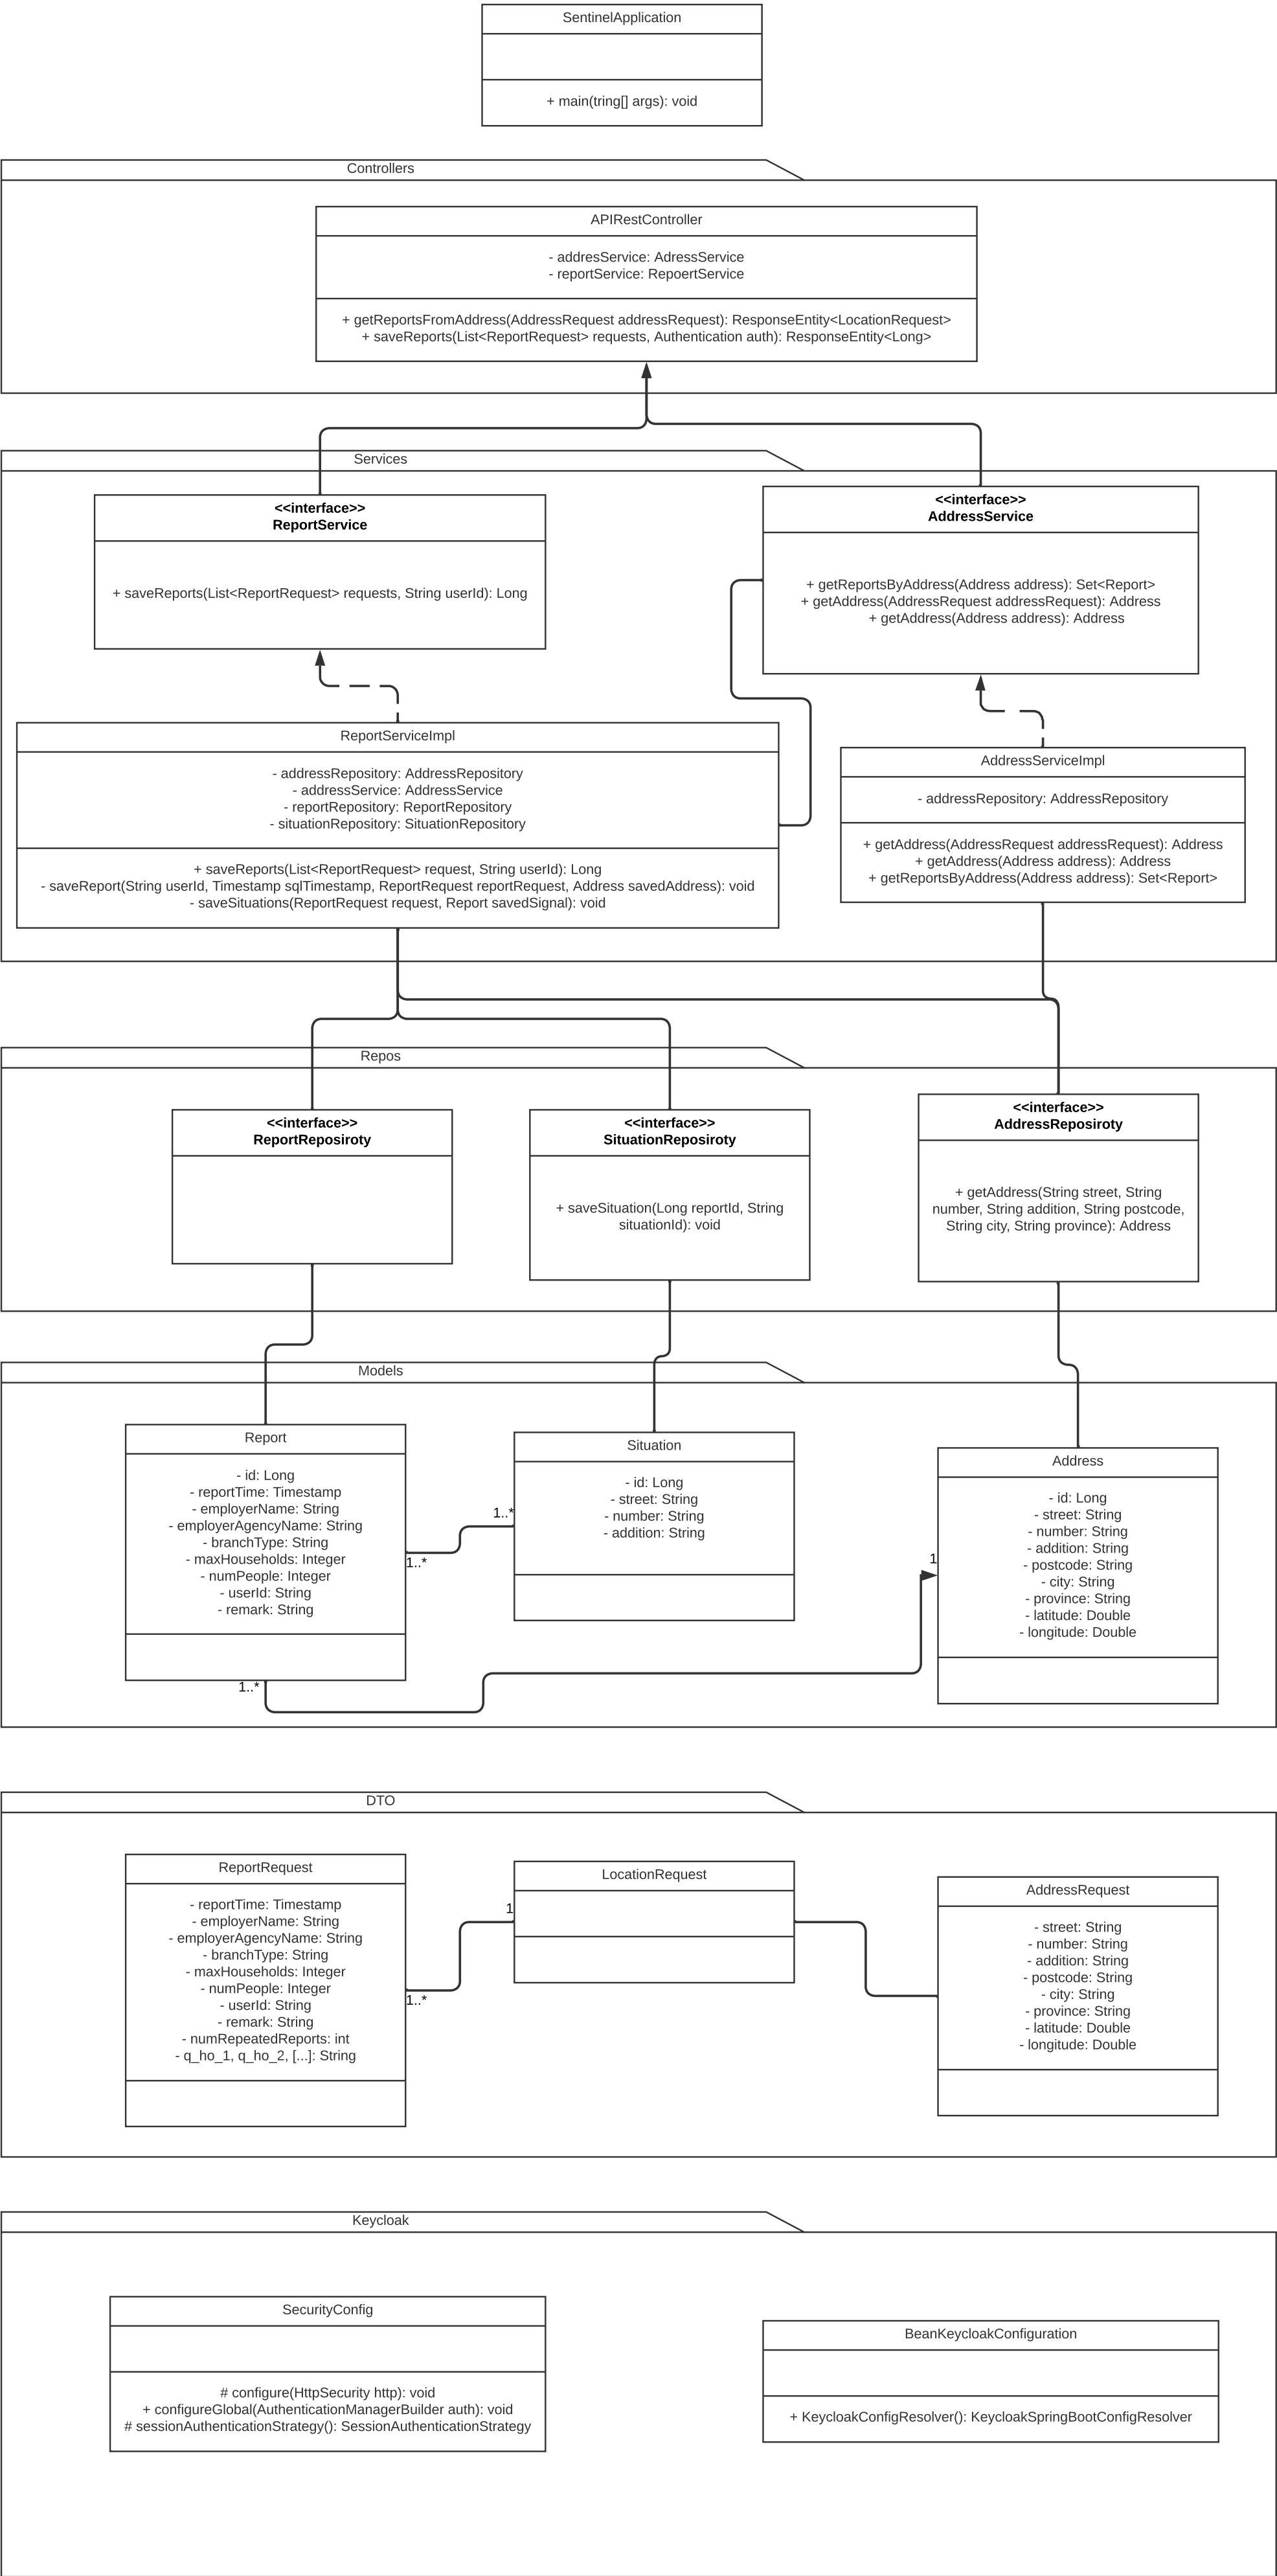 SentinelApplication
+ main(tring[] args): void
Controllers
APIRestController
- addresService: AdressService
- reportService: RepoertService
+ getReportsFromAddress(AddressRequest addressRequest): ResponseEntity<LocationRequest>
+ saveReports(List<ReportRequest> requests, Authentication auth): ResponseEntity<Long>
Services
<<interface>>
ReportService
+ saveReports(List<ReportRequest> requests, String userId): Long
<<interface>>
AddressService
+ getReportsByAddress(Address address): Set<Report>
+ getAddress(AddressRequest addressRequest): Address
+ getAddress(Address address): Address
ReportServiceImpl
- addressRepository: AddressRepository
- addressService: AddressService
- reportRepository: ReportRepository
- situationRepository: SituationRepository
+ saveReports(List<ReportRequest> request, String userId): Long
- saveReport(String userId, Timestamp sqlTimestamp, ReportRequest reportRequest, Address savedAddress): void
- saveSituations(ReportRequest request, Report savedSignal): void
AddressServiceImpl
- addressRepository: AddressRepository
+ getAddress(AddressRequest addressRequest): Address
+ getAddress(Address address): Address
+ getReportsByAddress(Address address): Set<Report>
Repos
<<interface>>
ReportReposiroty
<<interface>>
SituationReposiroty
+ saveSituation(Long reportId, String
situationId): void
<<interface>>
AddressReposiroty
+ getAddress(String street, String
number, String addition, String postcode,
String city, String province): Address
Models
Report
- id: Long
- reportTime: Timestamp
- employerName: String
- employerAgencyName: String
- branchType: String
- maxHouseholds: Integer
- numPeople: Integer
- userId: String
- remark: String
1..*
1..*
Situation
- id: Long
- street: String
- number: String
- addition: String
1..*
1
Address
- id: Long
- street: String
- number: String
- addition: String
- postcode: String
- city: String
- province: String
- latitude: Double
- longitude: Double
DTO
ReportRequest
- reportTime: Timestamp
- employerName: String
- employerAgencyName: String
- branchType: String
- maxHouseholds: Integer
- numPeople: Integer
- userId: String
- remark: String
- numRepeatedReports: int
- q_ho_1, q_ho_2, [...]: String
1..*
1
LocationRequest
AddressRequest
- street: String
- number: String
- addition: String
- postcode: String
- city: String
- province: String
- latitude: Double
- longitude: Double
Keycloak
SecurityConfig
# configure(HttpSecurity http): void
+ configureGlobal(AuthenticationManagerBuilder auth): void
# sessionAuthenticationStrategy(): SessionAuthenticationStrategy
BeanKeycloakConfiguration
+ KeycloakConfigResolver(): KeycloakSpringBootConfigResolver